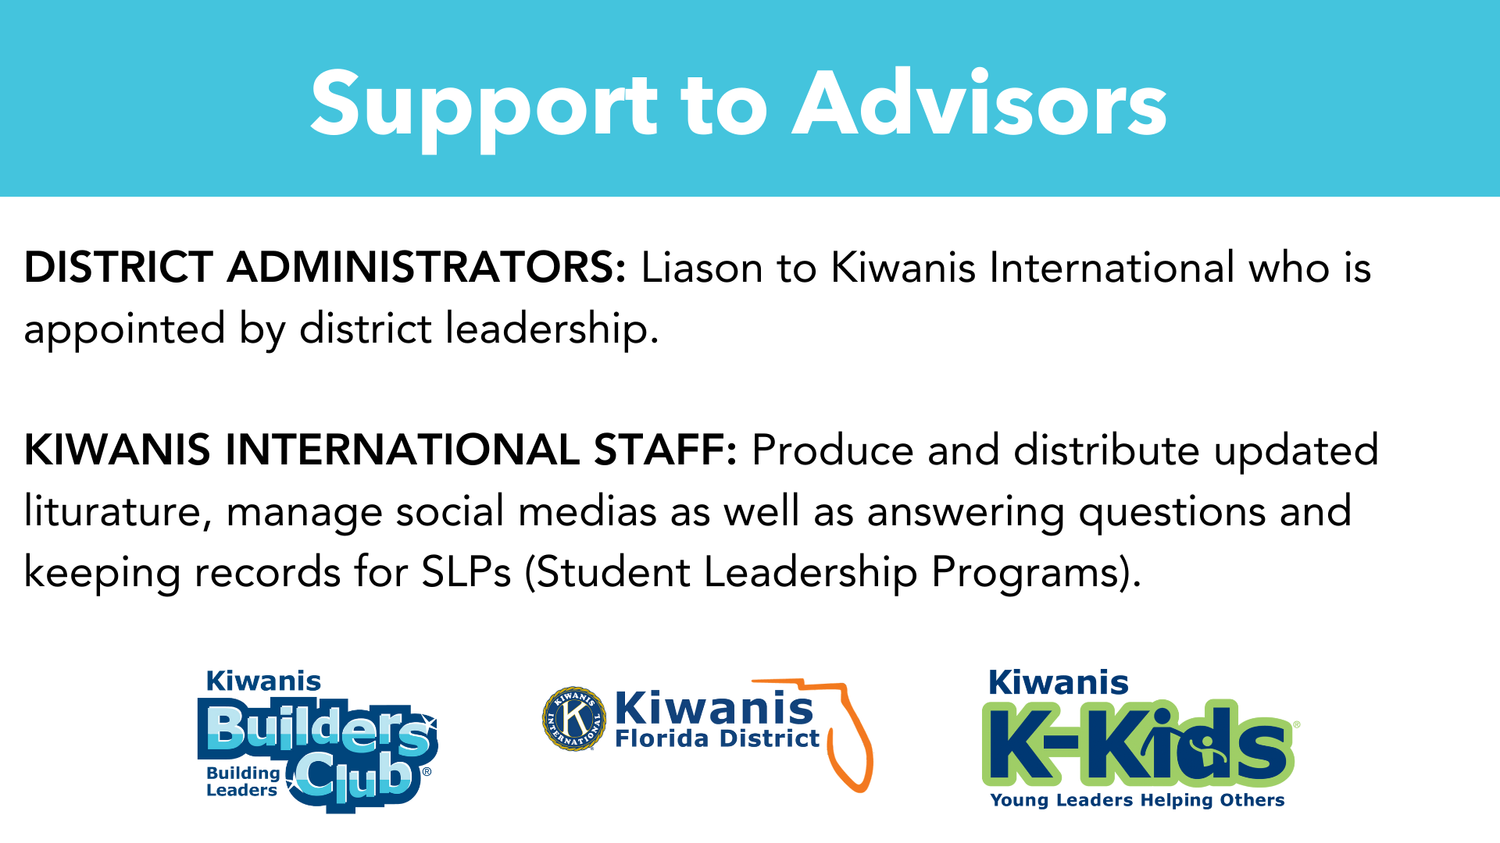 Support to Advisors
DISTRICT ADMINISTRATORS: Liason to Kiwanis International who is
appointed by district leadership.
KIWANIS INTERNATIONAL STAFF: Produce and distribute updated
liturature, manage social medias as well as answering questions and
keeping records for SLPs (Student Leadership Programs).
Kiwanis
Builders
Club®
Building
Leaders
KIWANIS
K
INTERNATIONAL
Kiwanis
Florida District
Kiwanis
K-Kids®
Young Leaders Helping Others